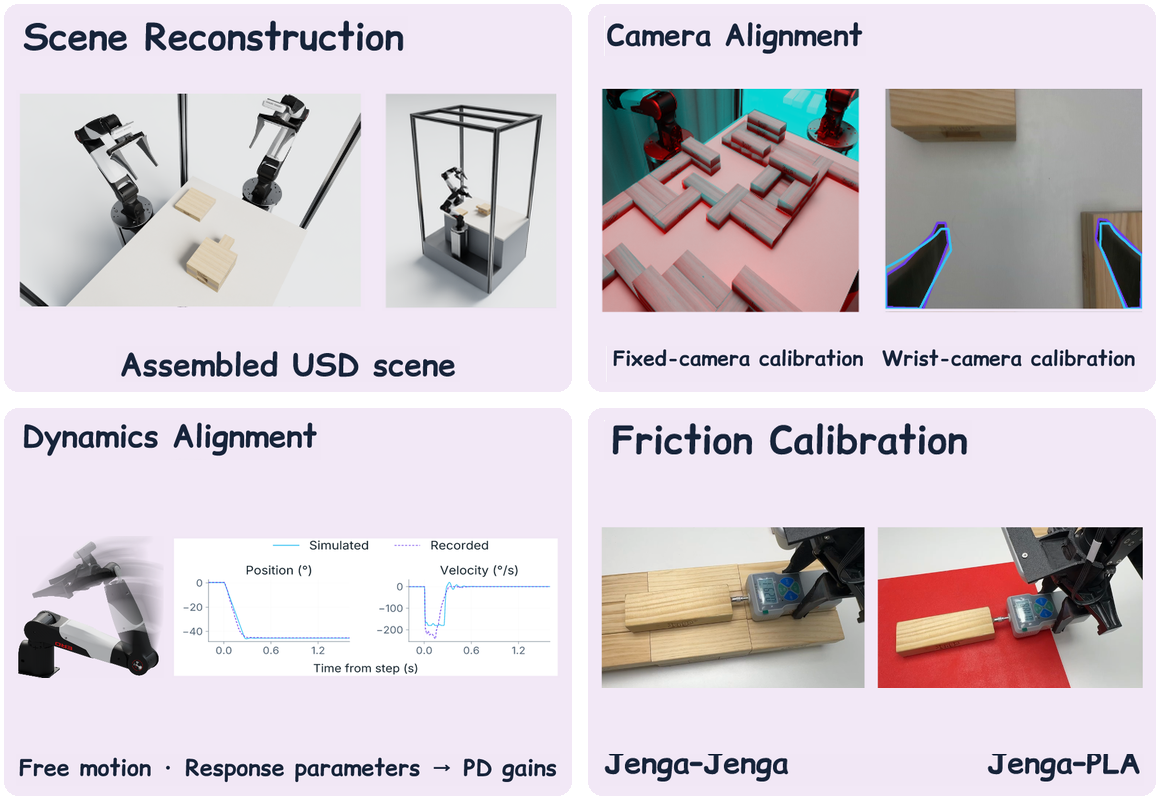 Scene Reconstruction
Assembled USD scene
Camera Alignment
Fixed-camera calibration
Wrist-camera calibration
Dynamics Alignment
Simulated
Recorded
Position (°)
0
−20
−40
0.0
0.6
1.2
Velocity (°/s)
0
−100
−200
0.0
0.6
1.2
Time from step (s)
Free motion · Response parameters → PD gains
Friction Calibration
Jenga-Jenga
Jenga-PLA